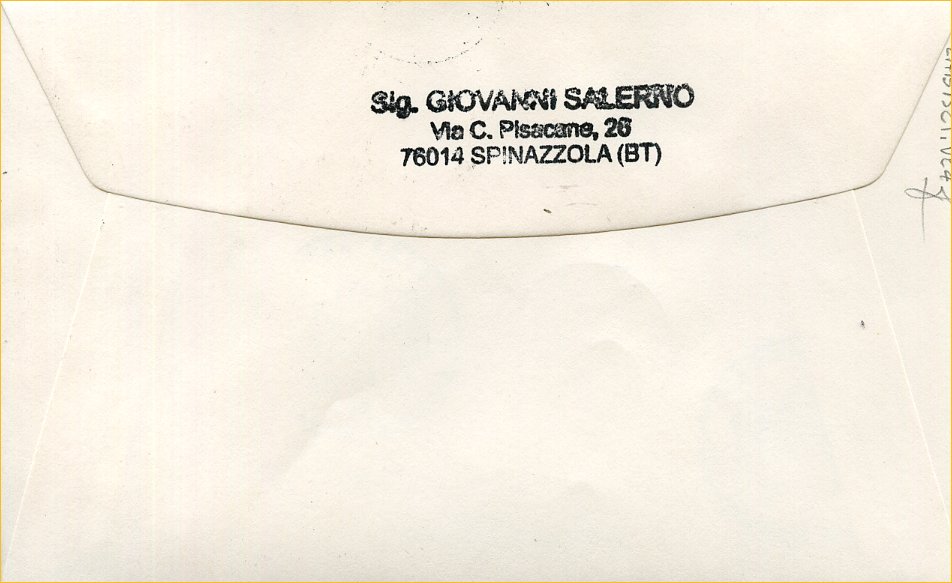 Sig. GIOVANNI SALERNO
Via C. Pisacane, 26
76014 SPINAZZOLA (BT)